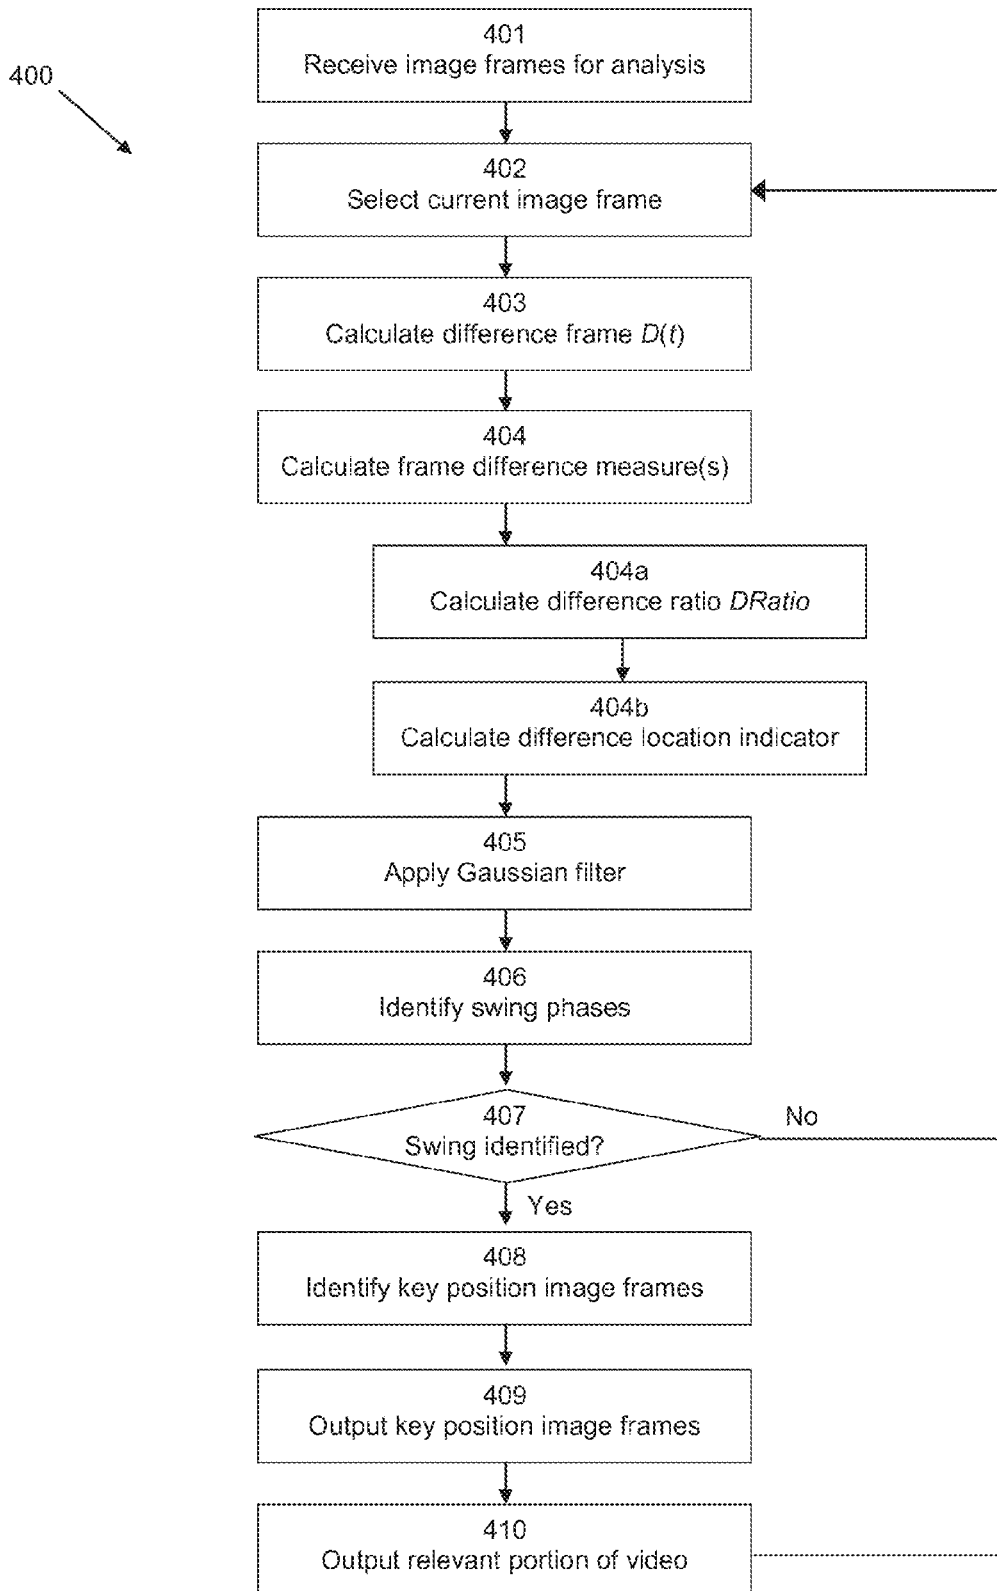 400
401
Receive image frames for analysis
402
Select current image frame
403
Calculate difference frame D(t)
404
Calculate frame difference measure(s)
404a
Calculate difference ratio DRatio
404b
Calculate difference location indicator
405
Apply Gaussian filter
406
Identify swing phases
407
Swing identified?
No
Yes
408
Identify key position image frames
409
Output key position image frames
410
Output relevant portion of video